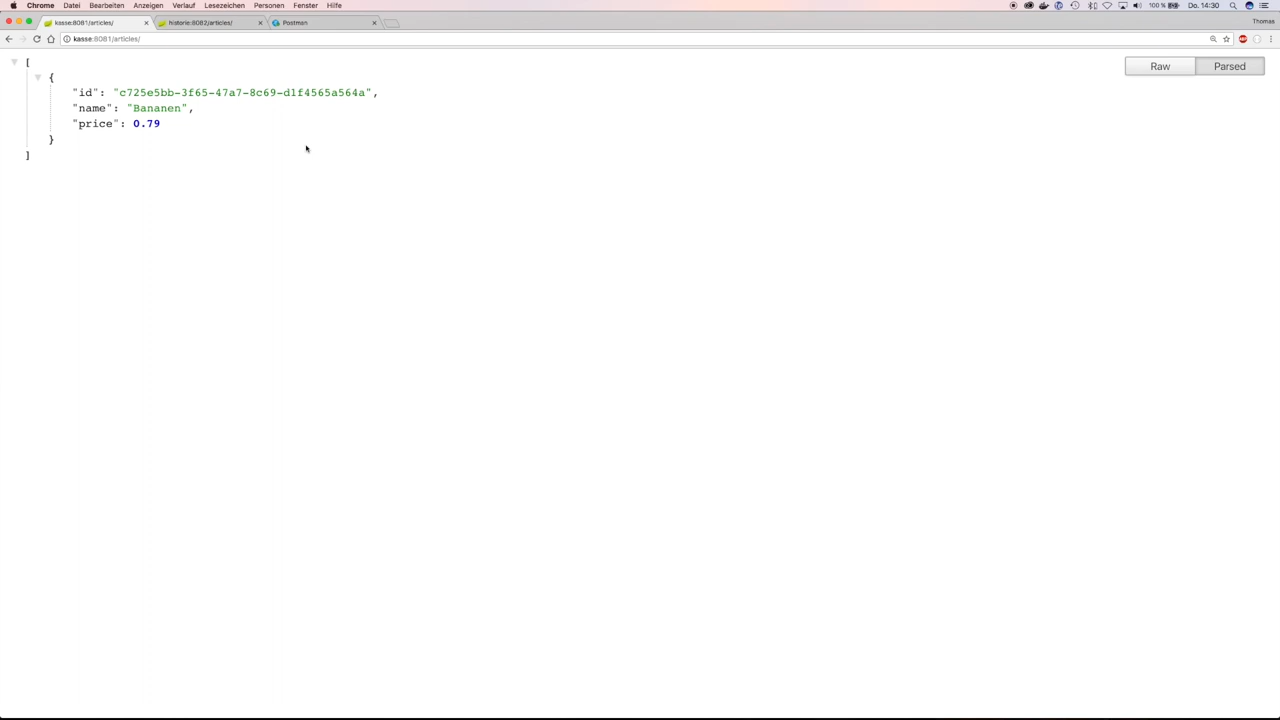 Chrome Datei Bearbeiten Anzeigen Verlauf Lesezeichen Personen Fenster Hilfe 100 % Do. 14:30
kasse:8081/articles/ historie:8082/articles/ Postman Thomas
kasse:8081/articles/
[
Raw Parsed
{
"id": "c725e5bb-3f65-47a7-8c69-d1f4565a564a",
"name": "Bananen",
"price": 0.79
}
]